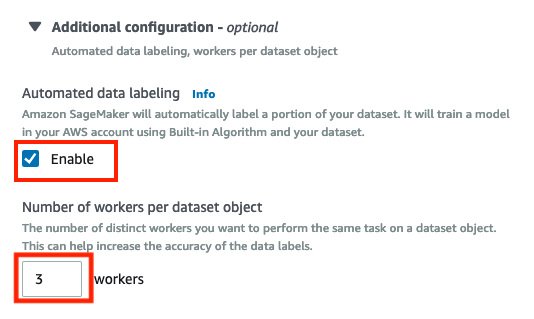 Additional configuration - optional
Automated data labeling, workers per dataset object
Automated data labeling Info
Amazon SageMaker will automatically label a portion of your dataset. It will train a model
in your AWS account using Built-in Algorithm and your dataset.
Enable
Number of workers per dataset object
The number of distinct workers you want to perform the same task on a dataset object.
This can help increase the accuracy of the data labels.
3 workers